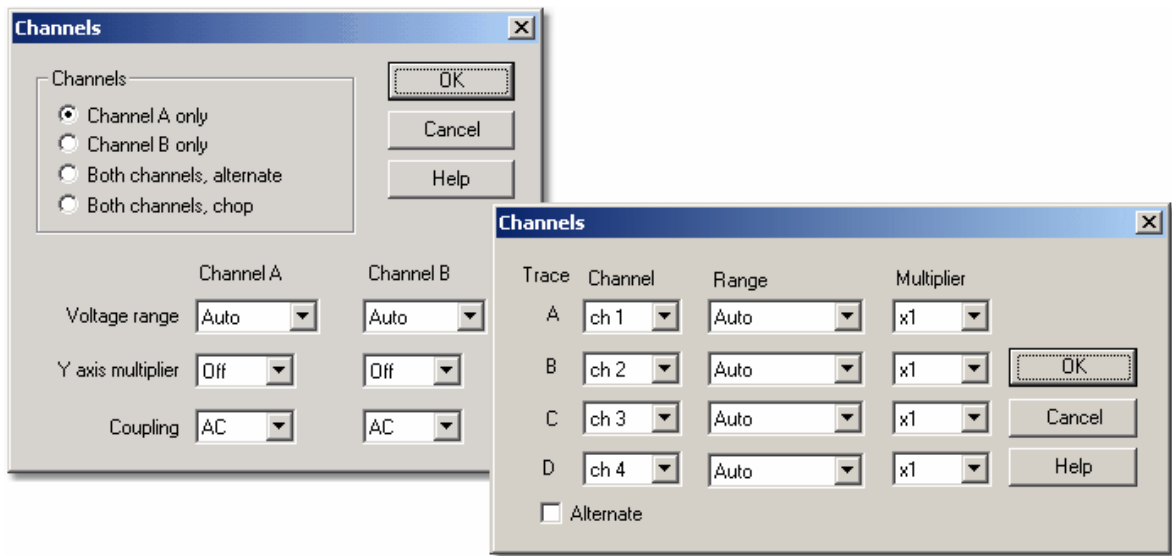 Channels
Channels
Channel A only
Channel B only
Both channels, alternate
Both channels, chop
OK
Cancel
Help
Channel A Channel B
Voltage range Auto Auto
Y axis multiplier Off Off
Coupling AC AC
Channels
Trace Channel Range Multiplier
A ch 1 Auto x1
B ch 2 Auto x1 OK
C ch 3 Auto x1 Cancel
D ch 4 Auto x1 Help
Alternate